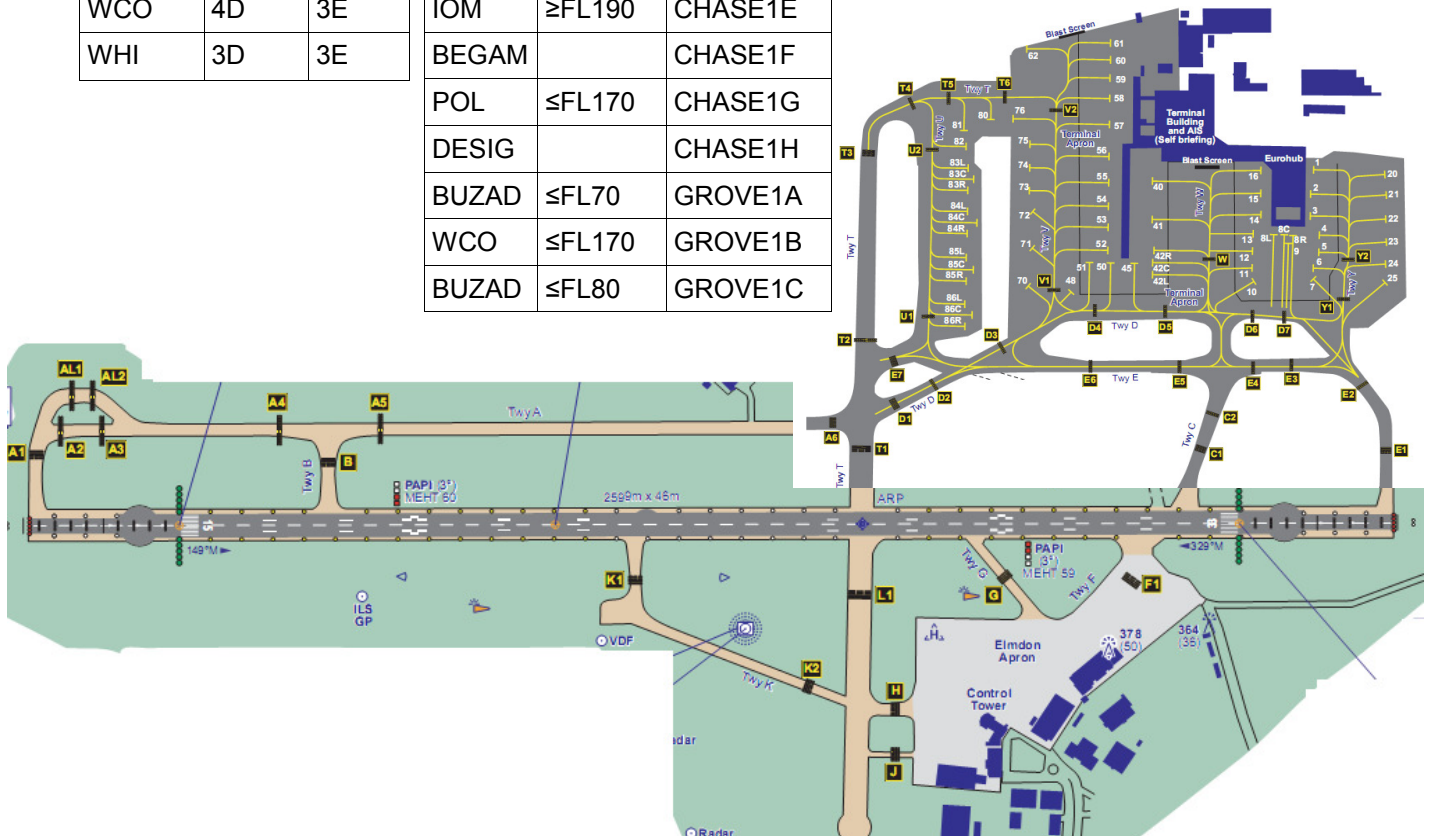 WCO 4D 3E
WHI 3D 3E
IOM ≥FL190 CHASE1E
BEGAM CHASE1F
POL ≤FL170 CHASE1G
DESIG CHASE1H
BUZAD ≤FL70 GROVE1A
WCO ≤FL170 GROVE1B
BUZAD ≤FL80 GROVE1C
Blast Screen
62
61
60
59
58
57
56
55
54
53
52
T4
T5
T6
Twy T
V2
76
75
74
73
72
71
70
81
80
82
Twy U
U2
T3
83L
83C
83R
84L
84C
84R
85L
85C
85R
86L
86C
86R
U1
Twy T
T2
Terminal
Apron
Twy V
V1
48
51
50
45
Terminal
Building
and AIS
(Self briefing)
Blast Screen
Eurohub
40
41
42R
42C
42L
Twy W
W
16
15
14
13
12
11
10
Terminal
Apron
8L
8C
8R
9
1
2
3
4
5
6
7
20
21
22
23
24
25
Twy Y
Y2
Y1
D3
D4
D5
D6
D7
Twy D
E7
D1
Twy D
D2
E6
Twy E
E5
E4
E3
E2
C2
Twy C
C1
E1
A6
T1
Twy T
AL1
AL2
A1
A2
A3
A4
A5
Twy A
Twy B
B
PAPI (3°)
MEHT 60
2599m x 46m
ARP
15
149°M
33
329°M
K1
L1
Twy G
G
PAPI
(3°)
MEHT 59
Twy F
F1
ILS
GP
VDF
K2
Twy K
H
J
H
Elmdon
Apron
378
(50)
364
(36)
Control
Tower
adar
Radar